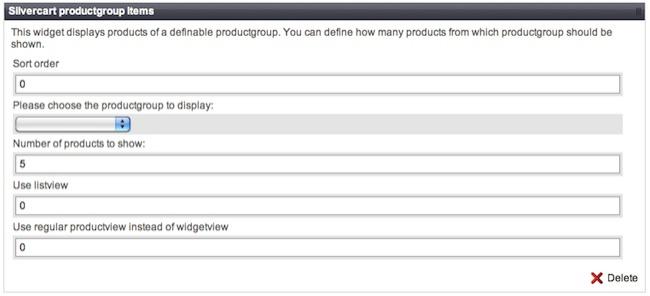 Silvercart productgroup Items
This widget displays products of a definable productgroup. You can define how many products from which productgroup should be
shown.
Sort order
0
Please choose the productgroup to display:
Number of products to show:
5
Use listview
0
Use regular productview instead of widgetview
0
Delete